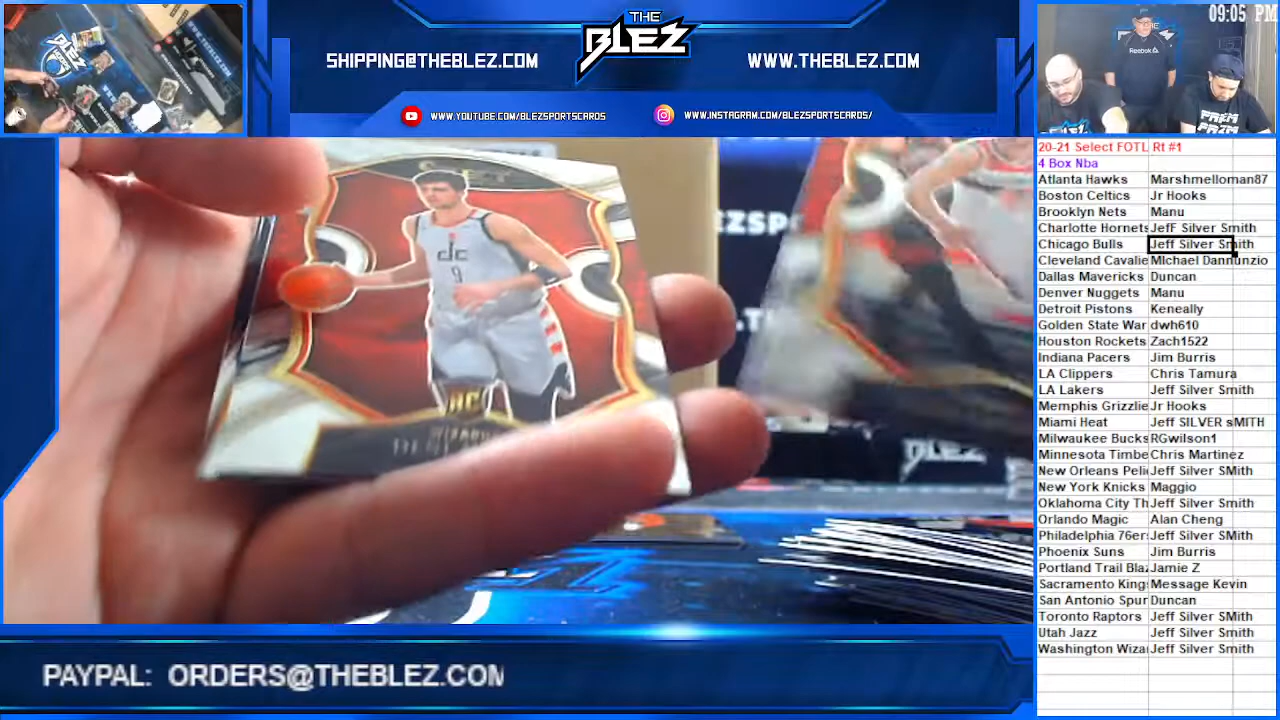 THE
BLEZ
SHIPPING@THEBLEZ.COM
WWW.THEBLEZ.COM
WWW.YOUTUBE.COM/BLEZSPORTSCARDS
WWW.INSTAGRAM.COM/BLEZSPORTSCARDS/
09:05 PM
Reebok
20-21 Select FOTL Rt #1
4 Box Nba
Atlanta Hawks Marshmelloman87
Boston Celtics Jr Hooks
Brooklyn Nets Manu
Charlotte Hornets JefF Silver Smith
Chicago Bulls Jeff Silver Smith
Cleveland Cavalie MIchael Dannunzio
Dallas Mavericks Duncan
Denver Nuggets Manu
Detroit Pistons Keneally
Golden State War dwh610
Houston Rockets Zach1522
Indiana Pacers Jim Burris
LA Clippers Chris Tamura
LA Lakers Jeff Silver Smith
Memphis Grizzlie Jr Hooks
Miami Heat Jeff SILVER sMITH
Milwaukee Bucks RGwilson1
Minnesota Timbe Chris Martinez
New Orleans Peli Jeff Silver SMith
New York Knicks Maggio
Oklahoma City Th Jeff Silver Smith
Orlando Magic Alan Cheng
Philadelphia 76er Jeff Silver SMith
Phoenix Suns Jim Burris
Portland Trail Blaz Jamie Z
Sacramento King Message Kevin
San Antonio Spur Duncan
Toronto Raptors Jeff Silver SMith
Utah Jazz Jeff Silver Smith
Washington Wiza Jeff Silver Smith
dc
9
RC
BLEZ
PAYPAL: ORDERS@THEBLEZ.COM